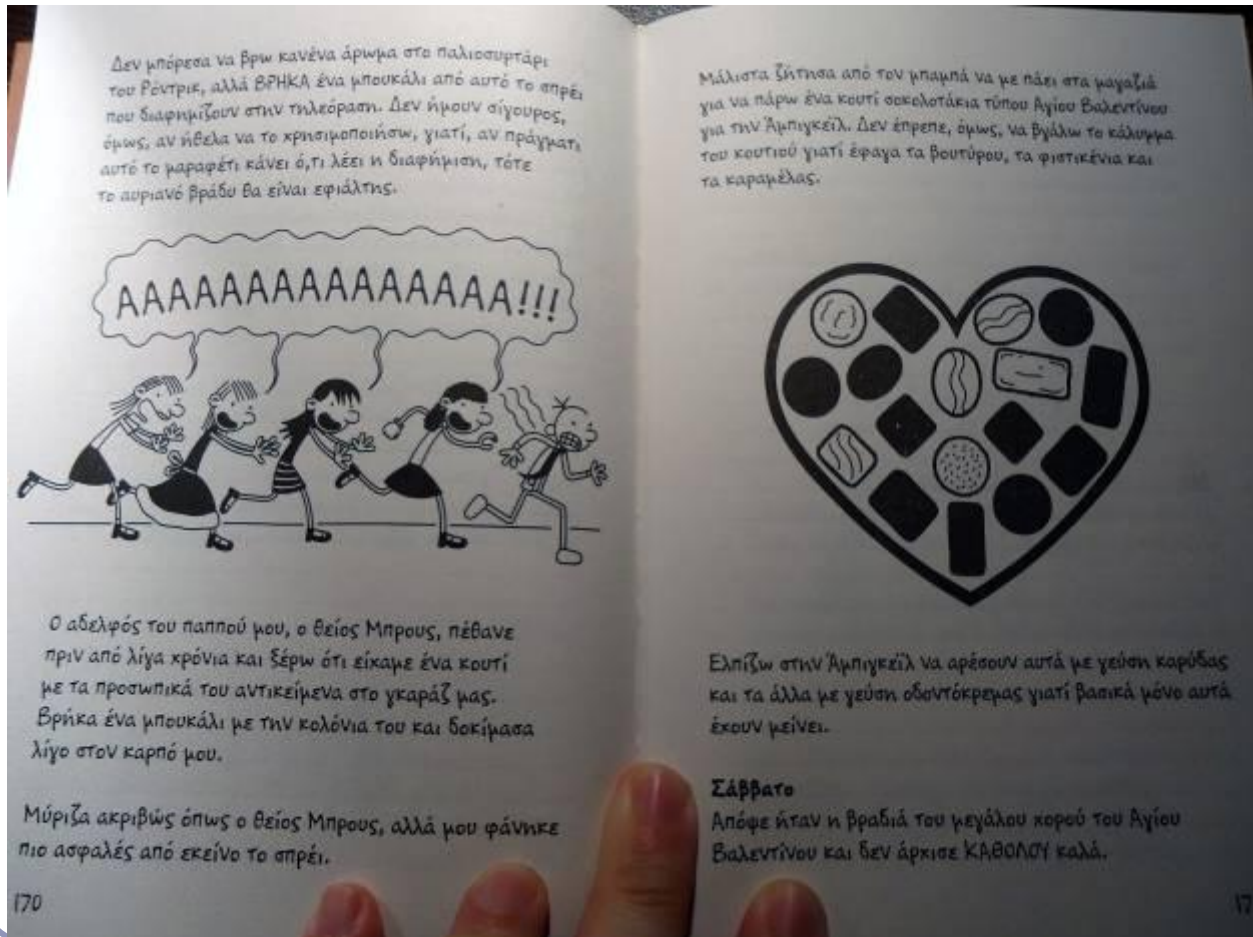 Δεν μπόρεσα να βρω κανένα άρωμα στο παλιοσυρτάρι
του Ρόντρικ, αλλά ΒΡΗΚΑ ένα μπουκάλι από αυτό το σπρέι
που διαφημίζουν στην τηλεόραση. Δεν ήμουν σίγουρος,
όμως, αν ήθελα να το χρησιμοποιήσω, γιατί, αν πράγματι
αυτό το μαραφέτι κάνει ό,τι λέει η διαφήμιση, τότε
το αυριανό βράδυ θα είναι εφιάλτης.
ΑΑΑΑΑΑΑΑΑΑΑΑΑΑΑ!!!
Ο αδελφός του παππού μου, ο θείος Μπρους, πέθανε
πριν από λίγα χρόνια και ξέρω ότι είχαμε ένα κουτί
με τα προσωπικά του αντικείμενα στο γκαράζ μας.
Βρήκα ένα μπουκάλι με την κολόνια του και δοκίμασα
λίγο στον καρπό μου.
Μύριζα ακριβώς όπως ο θείος Μπρους, αλλά μου φάνηκε
πιο ασφαλές από εκείνο το σπρέι.
170
Μάλιστα ζήτησα από τον μπαμπά να με πάει στα μαγαζιά
για να πάρω ένα κουτί σοκολατάκια τύπου Αγίου Βαλεντίνου
για την Άμπιγκεϊλ. Δεν έπρεπε, όμως, να βγάλω το κάλυμμα
του κουτιού γιατί έφαγα τα βουτύρου, τα φιστικένια και
τα καραμέλας.
Ελπίζω στην Άμπιγκεϊλ να αρέσουν αυτά με γεύση καρύδας
και τα άλλα με γεύση οδοντόκρεμας γιατί βασικά μόνο αυτά
έχουν μείνει.
Σάββατο
Απόψε ήταν η βραδιά του μεγάλου χορού του Αγίου
Βαλεντίνου και δεν άρχισε ΚΑΘΟΛΟΥ καλά.